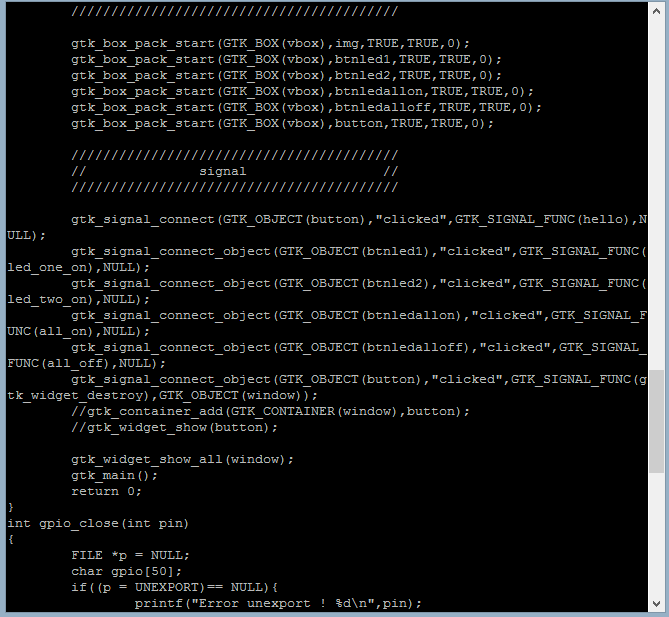 /////////////////////////////////////////
gtk_box_pack_start(GTK_BOX(vbox),img,TRUE,TRUE,0);
gtk_box_pack_start(GTK_BOX(vbox),btnled1,TRUE,TRUE,0);
gtk_box_pack_start(GTK_BOX(vbox),btnled2,TRUE,TRUE,0);
gtk_box_pack_start(GTK_BOX(vbox),btnledallon,TRUE,TRUE,0);
gtk_box_pack_start(GTK_BOX(vbox),btnledalloff,TRUE,TRUE,0);
gtk_box_pack_start(GTK_BOX(vbox),button,TRUE,TRUE,0);
/////////////////////////////////////////
// signal //
/////////////////////////////////////////
gtk_signal_connect(GTK_OBJECT(button),"clicked",GTK_SIGNAL_FUNC(hello),N
ULL);
gtk_signal_connect_object(GTK_OBJECT(btnled1),"clicked",GTK_SIGNAL_FUNC(
led_one_on),NULL);
gtk_signal_connect_object(GTK_OBJECT(btnled2),"clicked",GTK_SIGNAL_FUNC(
led_two_on),NULL);
gtk_signal_connect_object(GTK_OBJECT(btnledallon),"clicked",GTK_SIGNAL_F
UNC(all_on),NULL);
gtk_signal_connect_object(GTK_OBJECT(btnledalloff),"clicked",GTK_SIGNAL_
FUNC(all_off),NULL);
gtk_signal_connect_object(GTK_OBJECT(button),"clicked",GTK_SIGNAL_FUNC(g
tk_widget_destroy),GTK_OBJECT(window));
//gtk_container_add(GTK_CONTAINER(window),button);
//gtk_widget_show(button);
gtk_widget_show_all(window);
gtk_main();
return 0;
}
int gpio_close(int pin)
{
FILE *p = NULL;
char gpio[50];
if((p = UNEXPORT)== NULL){
printf("Error unexport ! %d\n",pin);